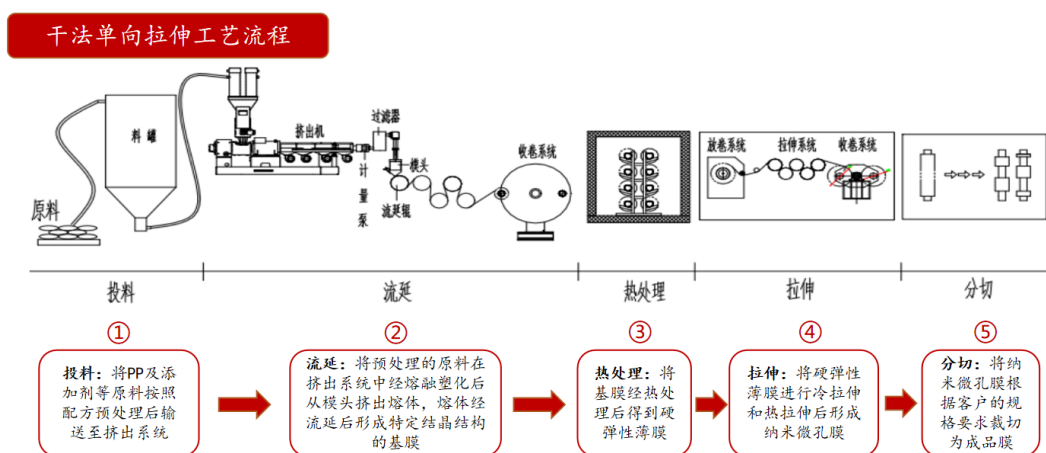 干法单向拉伸工艺流程
料罐
原料
挤出机
过滤器
模头
计量泵
流延辊
收卷系统
放卷系统
拉伸系统
收卷系统
投料
流延
热处理
拉伸
分切
①
②
③
④
⑤
投料：将PP及添
加剂等原料按照
配方预处理后输
送至挤出系统
流延：将预处理的原料在
挤出系统中经熔融塑化后
从模头挤出熔体，熔体经
流延后形成特定结晶结构
的基膜
热处理：将
基膜经热处
理后得到硬
弹性薄膜
拉伸：将硬弹性
薄膜进行冷拉伸
和热拉伸后形成
纳米微孔膜
分切：将纳
米微孔膜根
据客户的规
格要求裁切
为成品膜